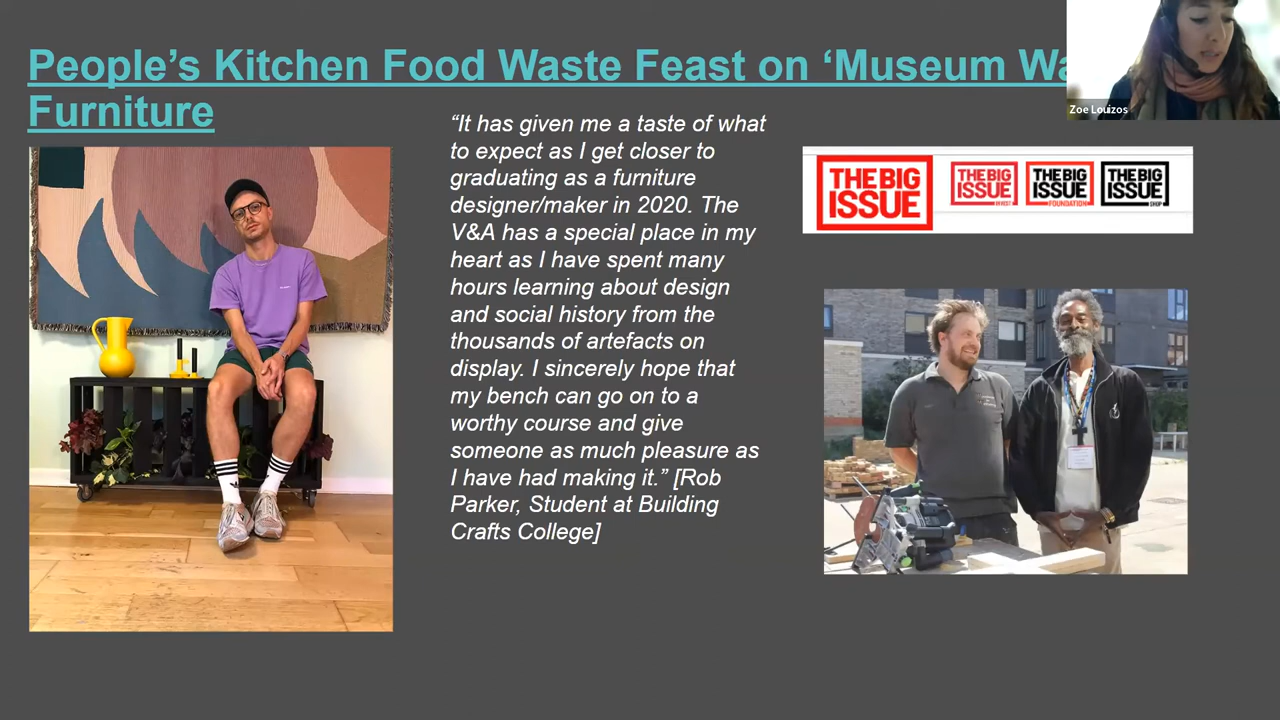 People’s Kitchen Food Waste Feast on ‘Museum
Furniture
Zoe Louizos
“It has given me a taste of what
to expect as I get closer to
graduating as a furniture
designer/maker in 2020. The
V&A has a special place in my
heart as I have spent many
hours learning about design
and social history from the
thousands of artefacts on
display. I sincerely hope that
my bench can go on to a
worthy course and give
someone as much pleasure as
I have had making it.” [Rob
Parker, Student at Building
Crafts College]
THE BIG
ISSUE
THE BIG
ISSUE
INVEST
THE BIG
ISSUE
FOUNDATION
THE BIG
ISSUE
SHOP